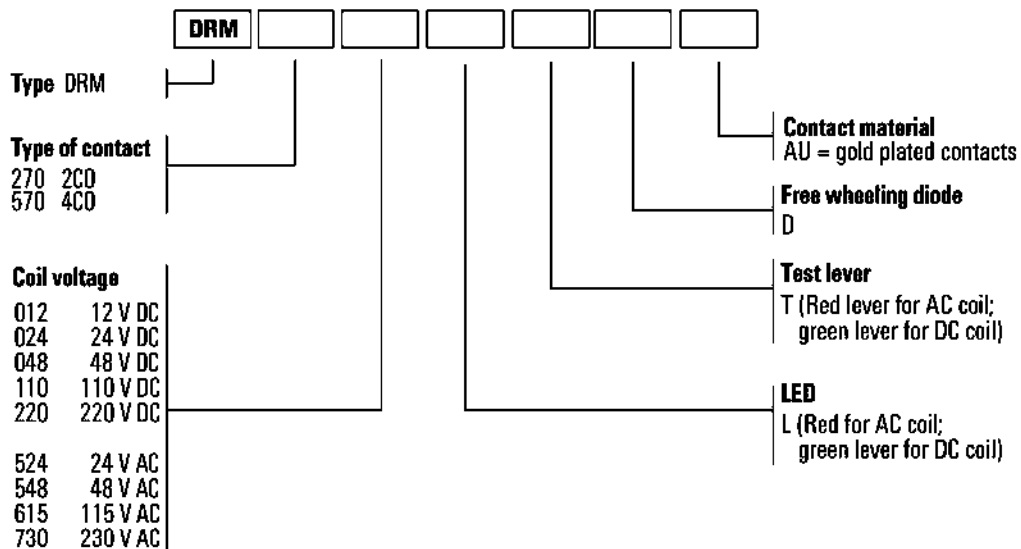 DRM
Type DRM
Type of contact
270 2CO
570 4CO
Coil voltage
012 12 V DC
024 24 V DC
048 48 V DC
110 110 V DC
220 220 V DC
524 24 V AC
548 48 V AC
615 115 V AC
730 230 V AC
Contact material
AU = gold plated contacts
Free wheeling diode
D
Test lever
T (Red lever for AC coil;
green lever for DC coil)
LED
L (Red for AC coil;
green lever for DC coil)